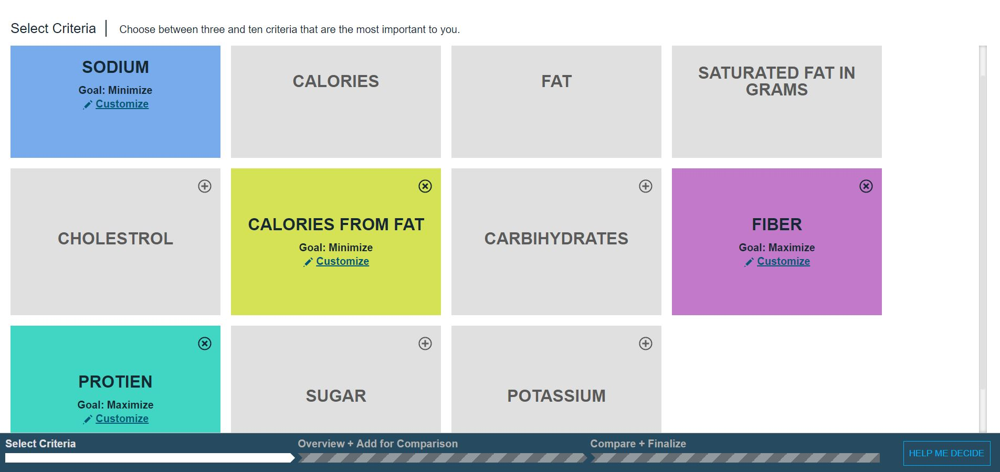 Select Criteria
Choose between three and ten criteria that are the most important to you.
SODIUM
Goal: Minimize
Customize
CALORIES
FAT
SATURATED FAT IN
GRAMS
CHOLESTROL
CALORIES FROM FAT
Goal: Minimize
Customize
CARBIHYDRATES
FIBER
Goal: Maximize
Customize
PROTIEN
Goal: Maximize
Customize
SUGAR
POTASSIUM
Select Criteria
Overview + Add for Comparison
Compare + Finalize
HELP ME DECIDE